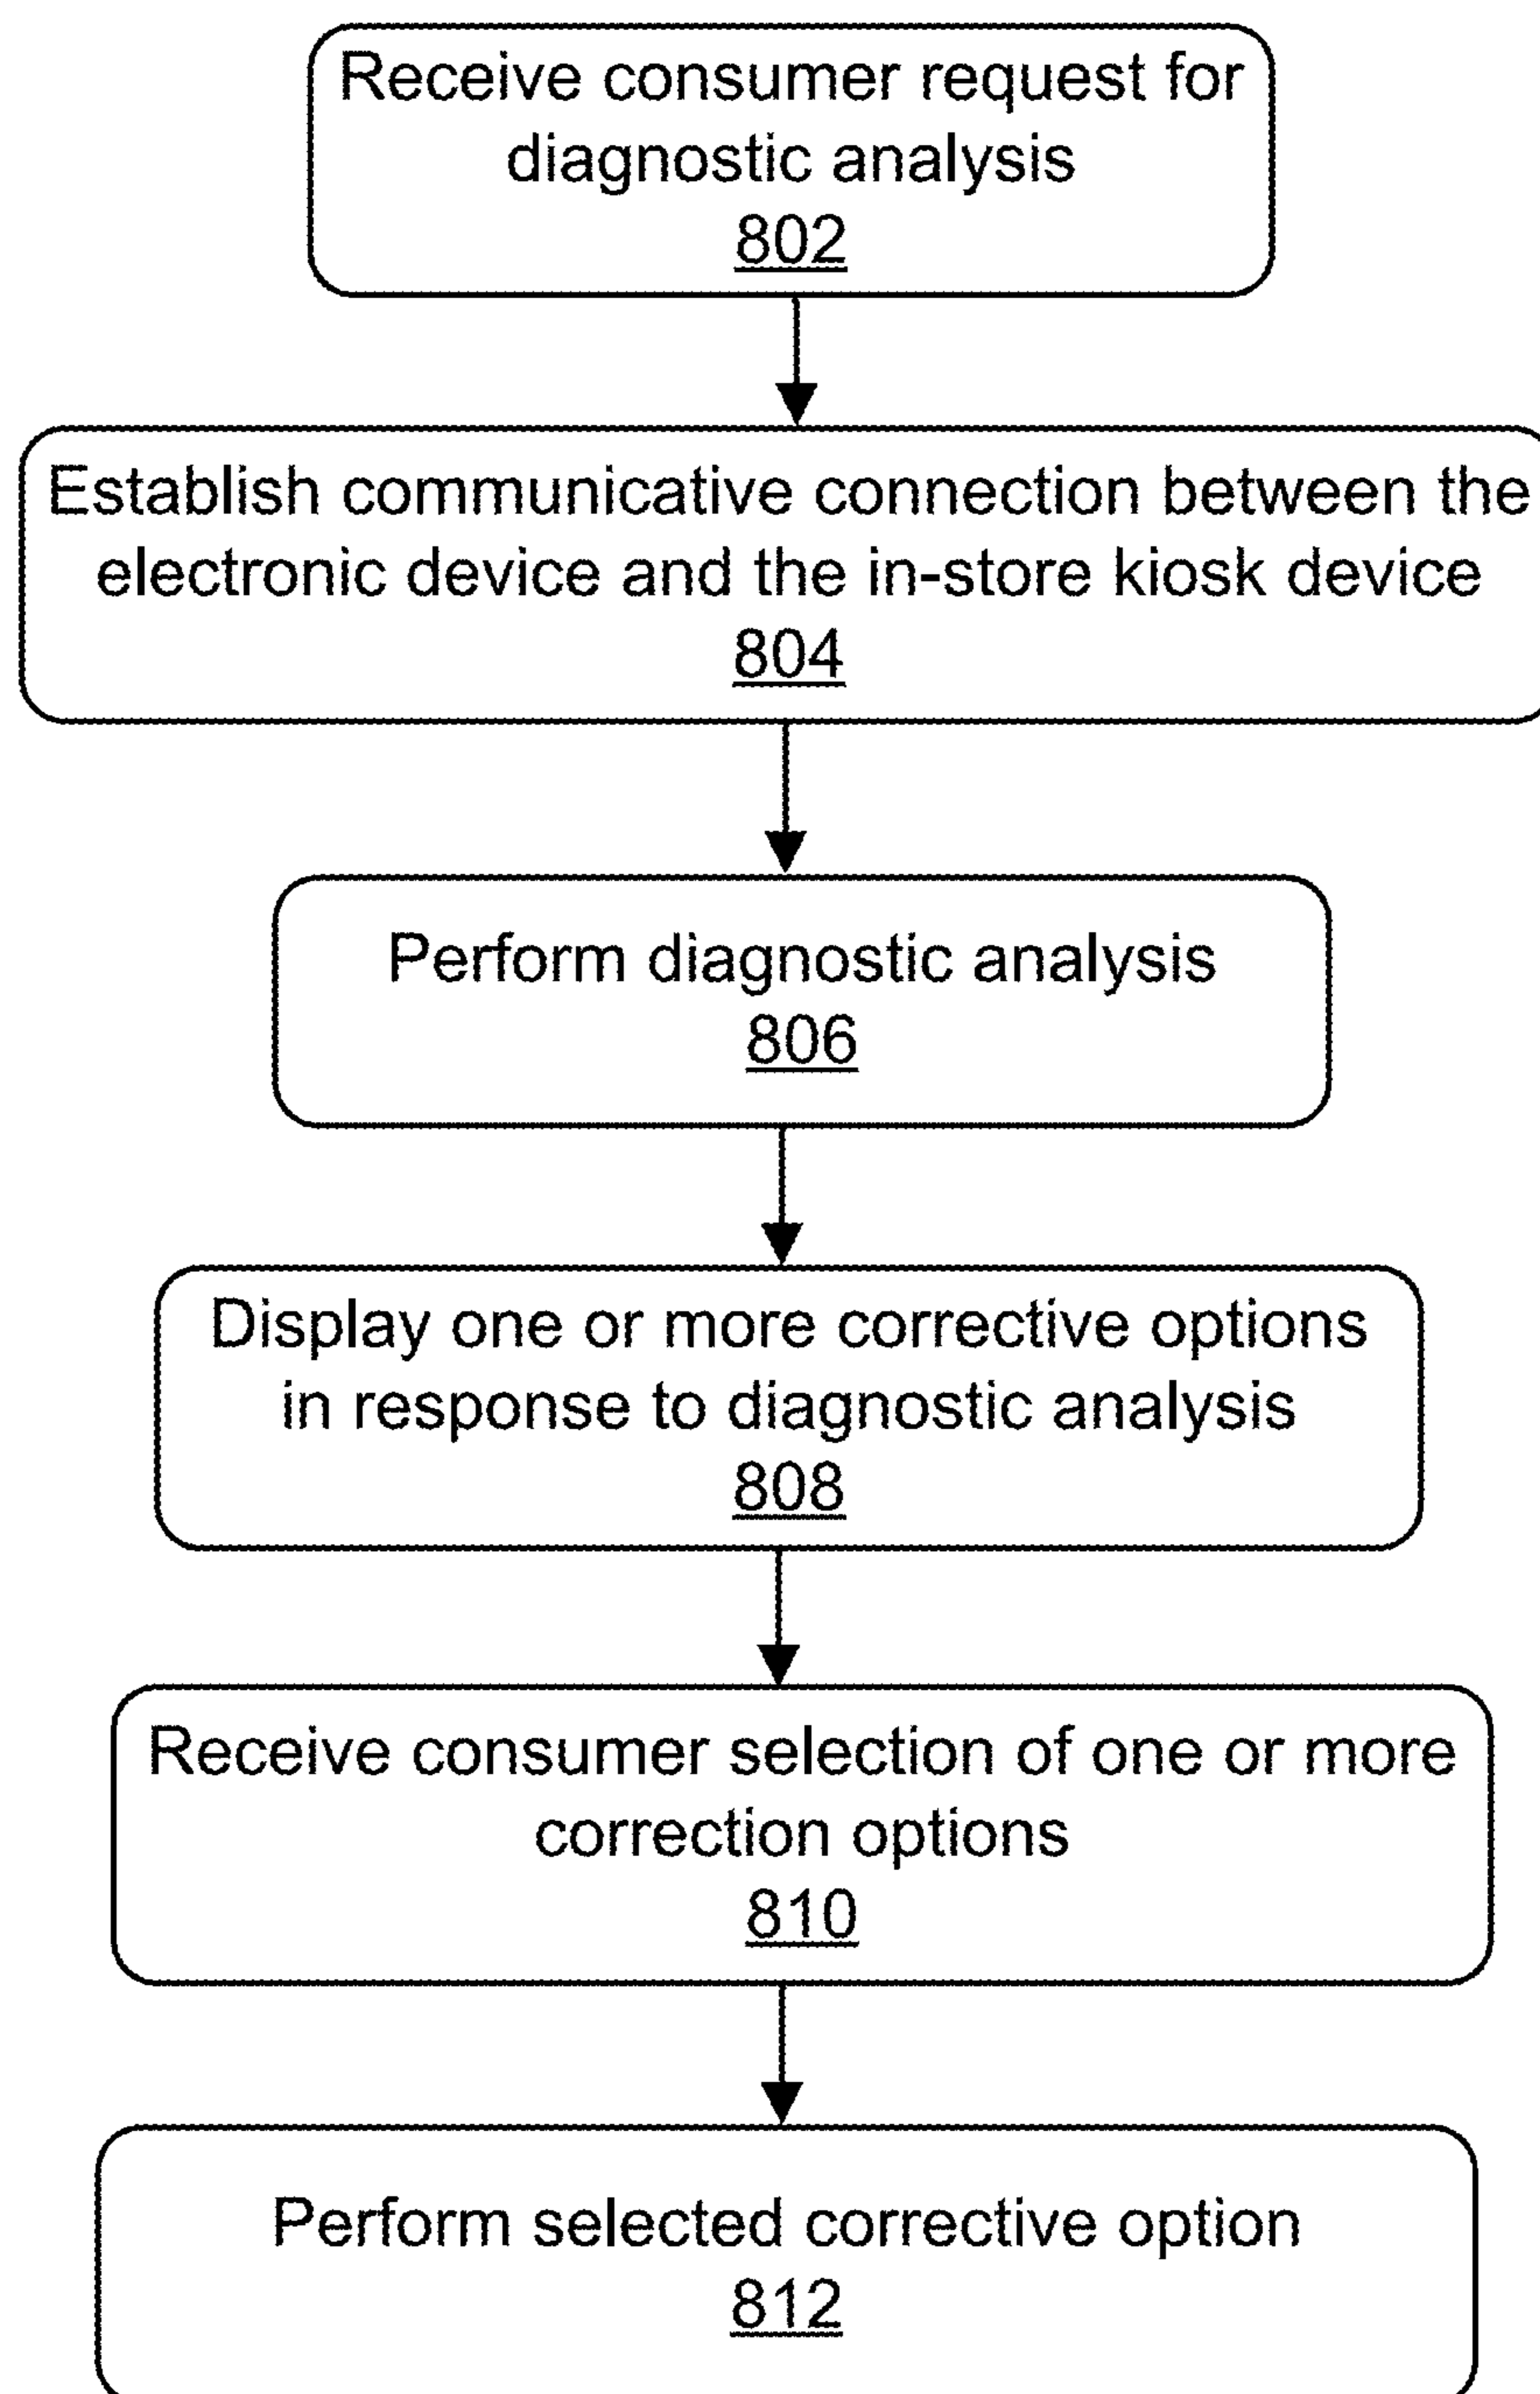 Receive consumer request for
diagnostic analysis
802
Establish communicative connection between the
electronic device and the in-store kiosk device
804
Perform diagnostic analysis
806
Display one or more corrective options
in response to diagnostic analysis
808
Receive consumer selection of one or more
correction options
810
Perform selected corrective option
812